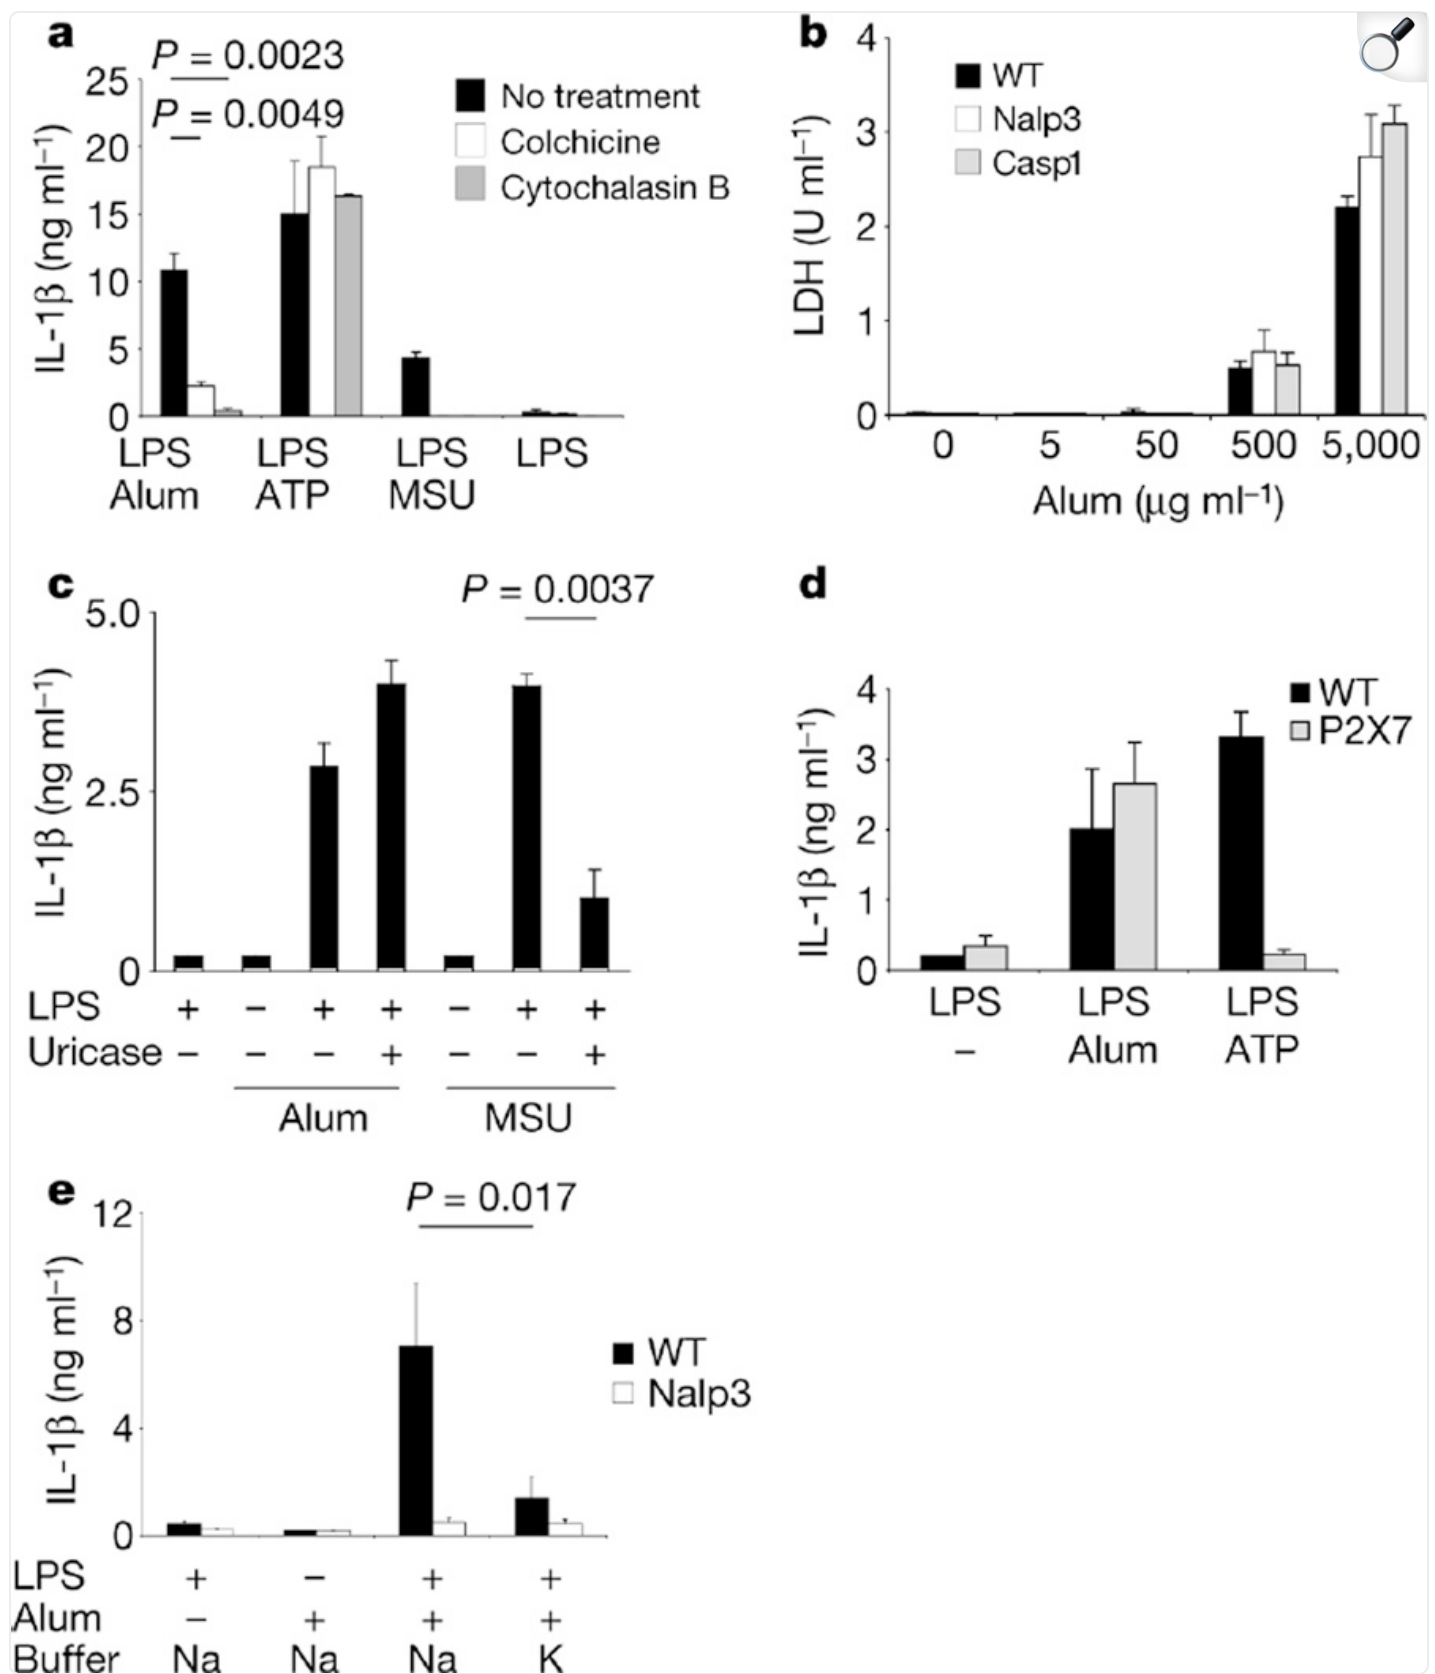 a
P = 0.0023
P = 0.0049
25
20
15
10
5
0
IL-1β (ng ml⁻¹)
No treatment
Colchicine
Cytochalasin B
LPS LPS LPS LPS
Alum ATP MSU
b
4
3
2
1
0
LDH (U ml⁻¹)
WT
Nalp3
Casp1
0 5 50 500 5,000
Alum (μg ml⁻¹)
c
P = 0.0037
5.0
2.5
0
IL-1β (ng ml⁻¹)
LPS + − + + − + +
Uricase − − − + − − +
Alum MSU
d
4
3
2
1
0
IL-1β (ng ml⁻¹)
WT
P2X7
LPS LPS LPS
− Alum ATP
e
P = 0.017
12
8
4
0
IL-1β (ng ml⁻¹)
WT
Nalp3
LPS + − + +
Alum − + + +
Buffer Na Na Na K